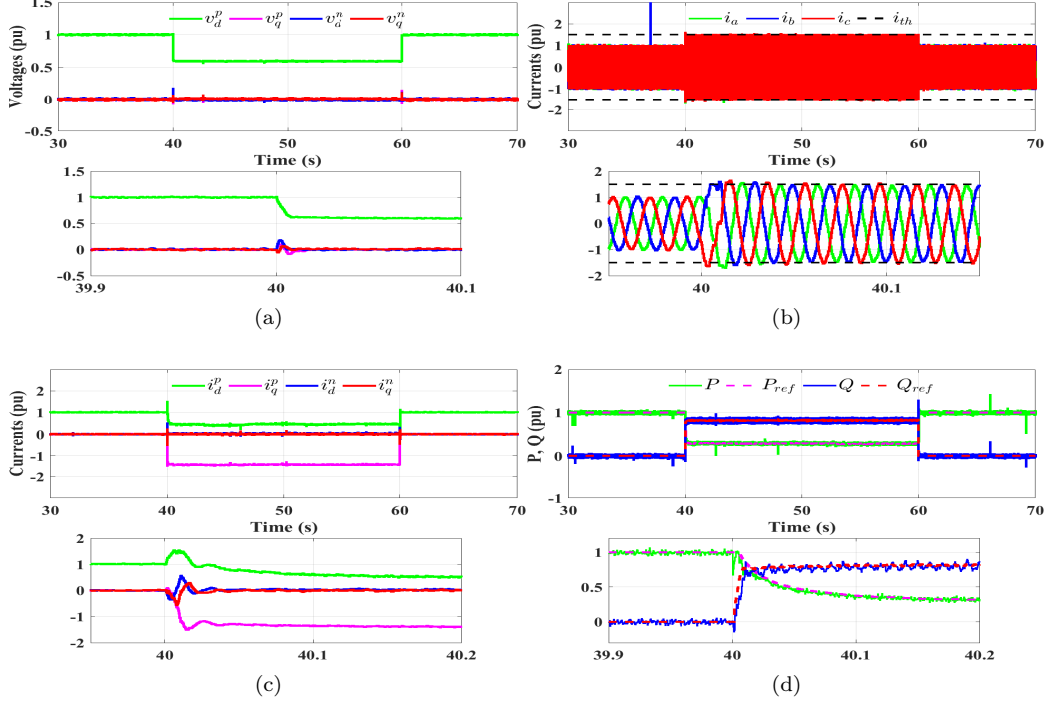 1.5
1
0.5
0
-0.5
Voltages (pu)
v_d^p v_q^p v_d^n v_q^n
30 40 50 60 70
Time (s)
1.5
1
0.5
0
-0.5
39.9 40 40.1
(a)
2
1
0
-1
-2
Currents (pu)
i_a i_b i_c i_th
30 40 50 60 70
Time (s)
2
1
0
-1
-2
40 40.1
(b)
2
1
0
-1
-2
Currents (pu)
i_d^p i_q^p i_d^n i_q^n
30 40 50 60 70
Time (s)
2
1
0
-1
-2
40 40.1 40.2
(c)
2
1
0
-1
P, Q (pu)
P P_ref Q Q_ref
30 40 50 60 70
Time (s)
1
0.5
0
39.9 40 40.1 40.2
(d)